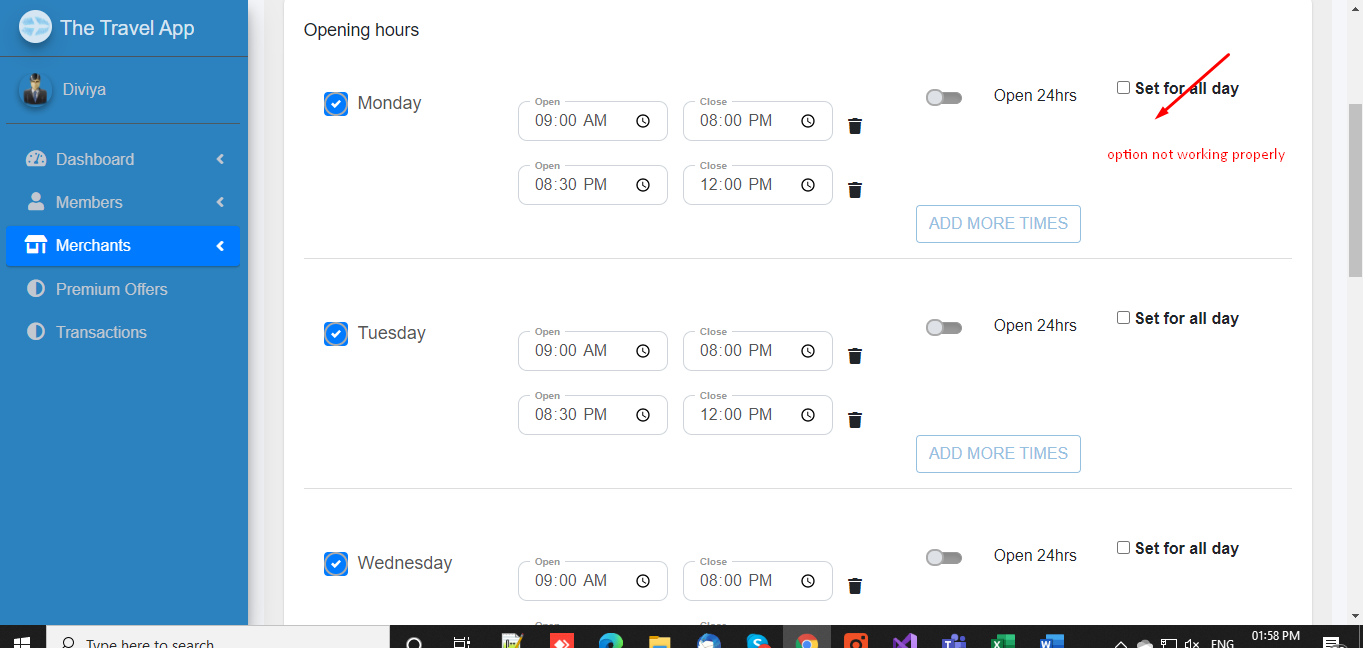 The Travel App
Diviya
Dashboard
Members
Merchants
Premium Offers
Transactions
Opening hours
Monday
Open
09:00 AM
Close
08:00 PM
Open 24hrs
Set for all day
option not working properly
Open
08:30 PM
Close
12:00 PM
ADD MORE TIMES
Tuesday
Open
09:00 AM
Close
08:00 PM
Open 24hrs
Set for all day
Open
08:30 PM
Close
12:00 PM
ADD MORE TIMES
Wednesday
Open
09:00 AM
Close
08:00 PM
Open 24hrs
Set for all day
Open
Close
Type here to search
ENG
01:58 PM